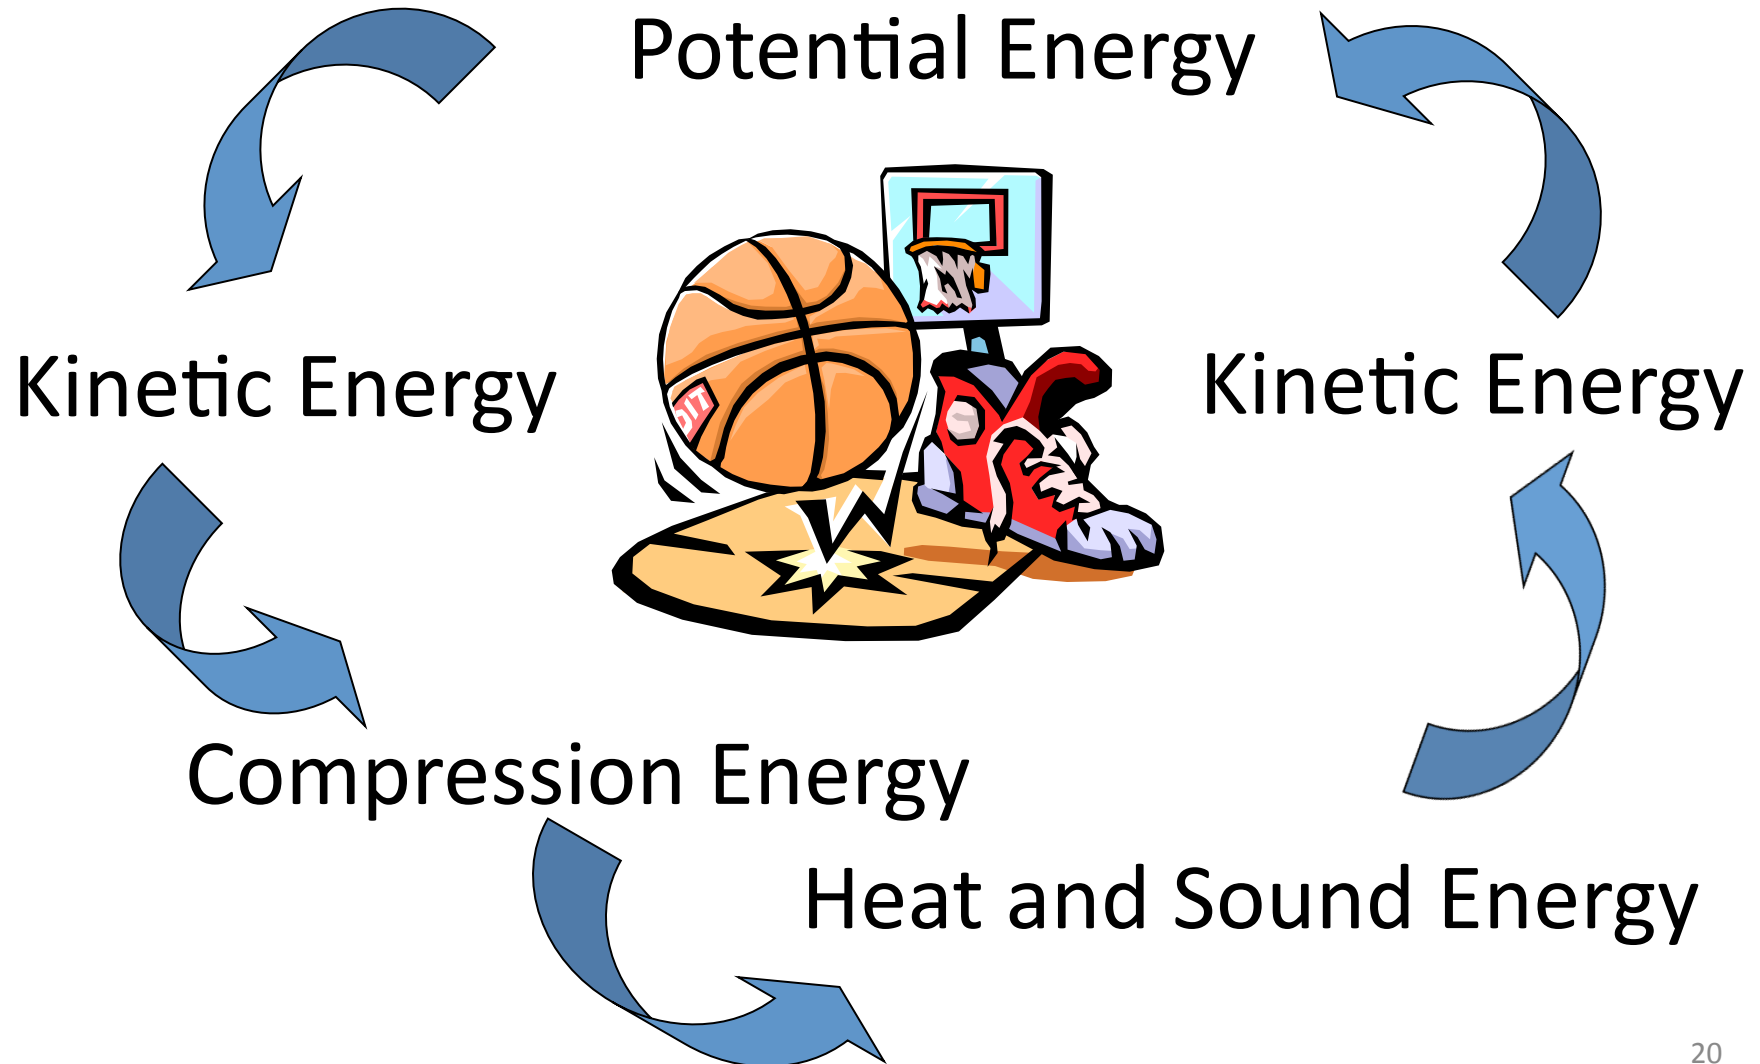 Potential Energy
Kinetic Energy
Kinetic Energy
Compression Energy
Heat and Sound Energy
20